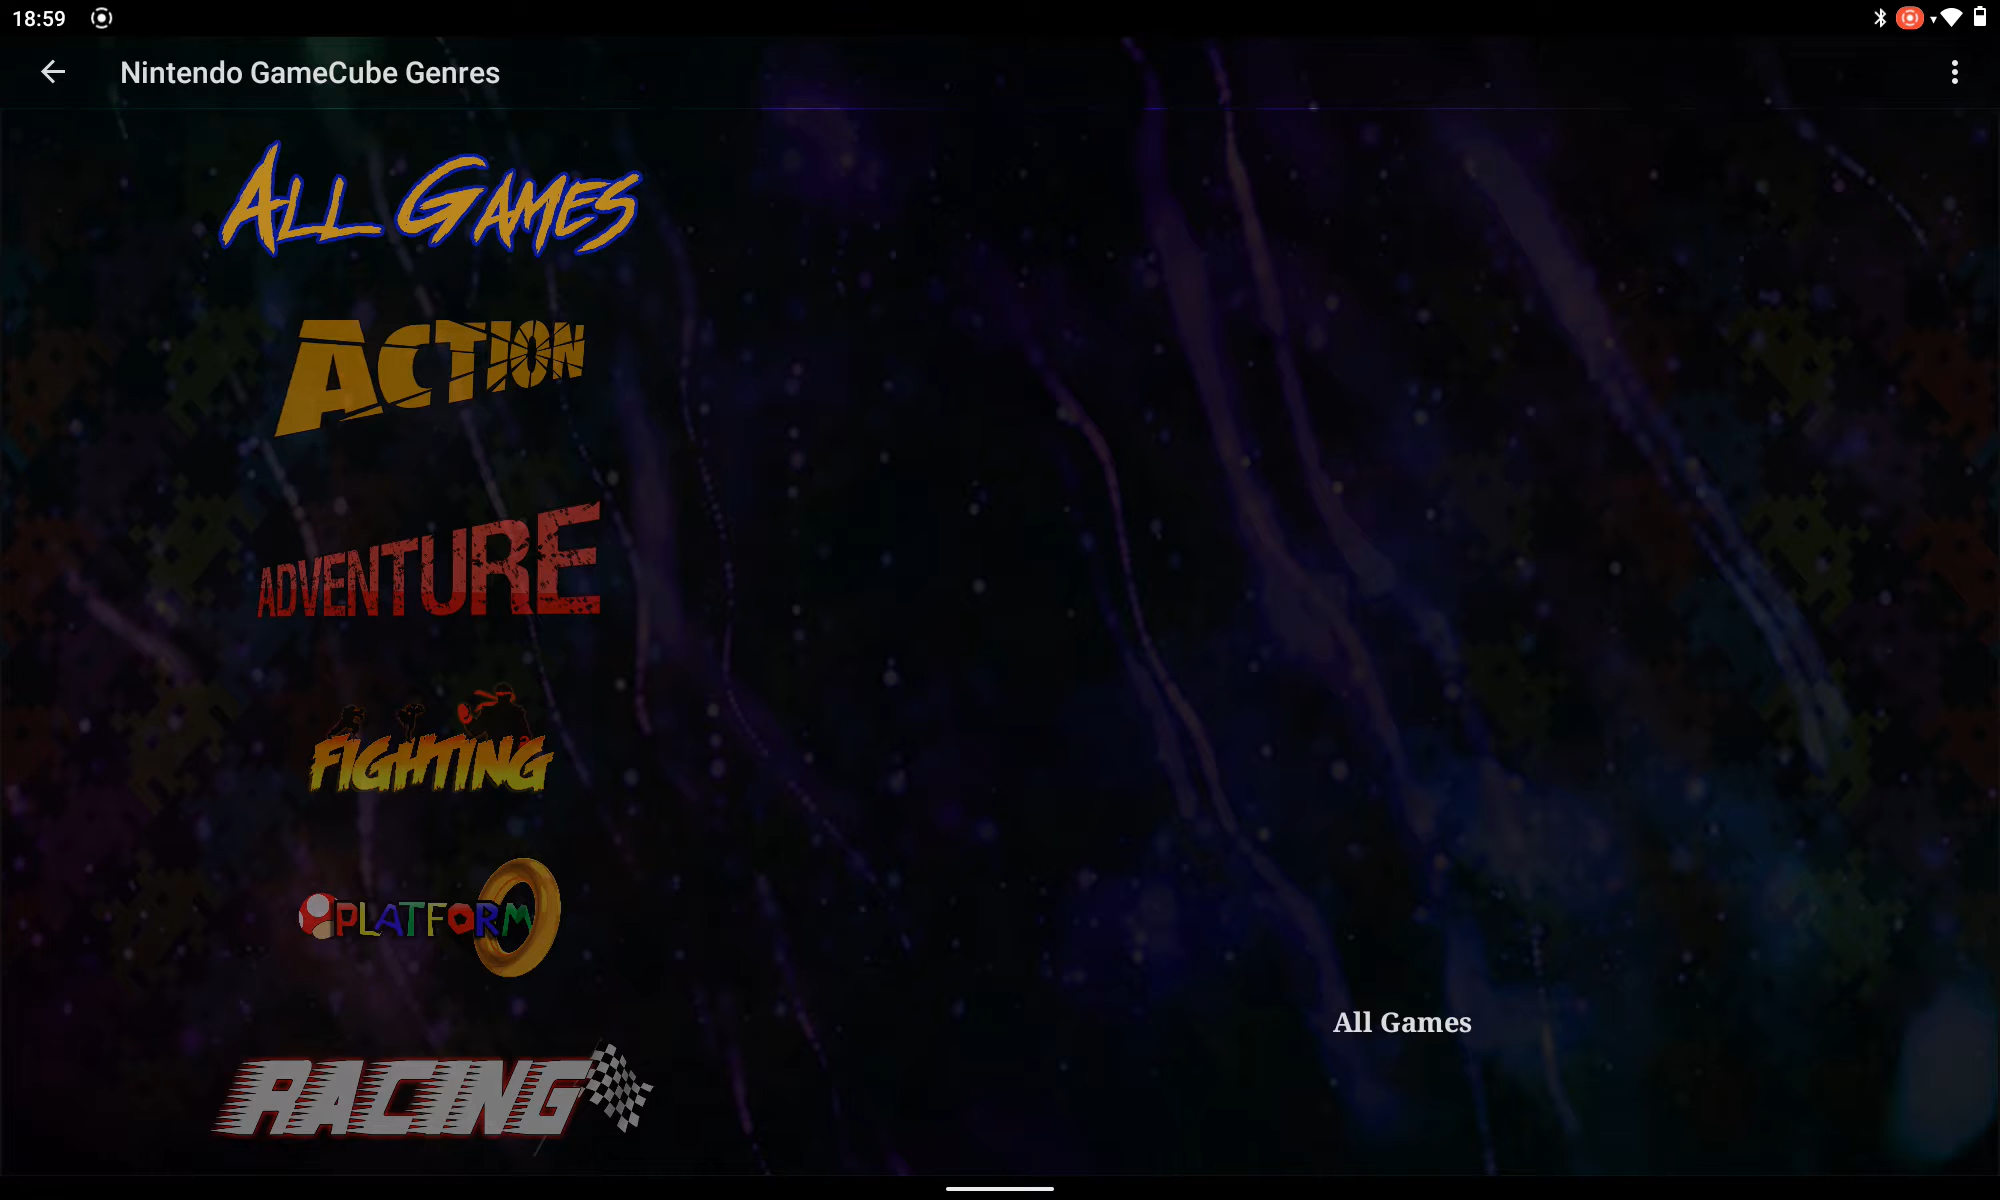 18:59
Nintendo GameCube Genres
ALL GAMES
ACTION
ADVENTURE
FIGHTING
PLATFORM
RACING
All Games